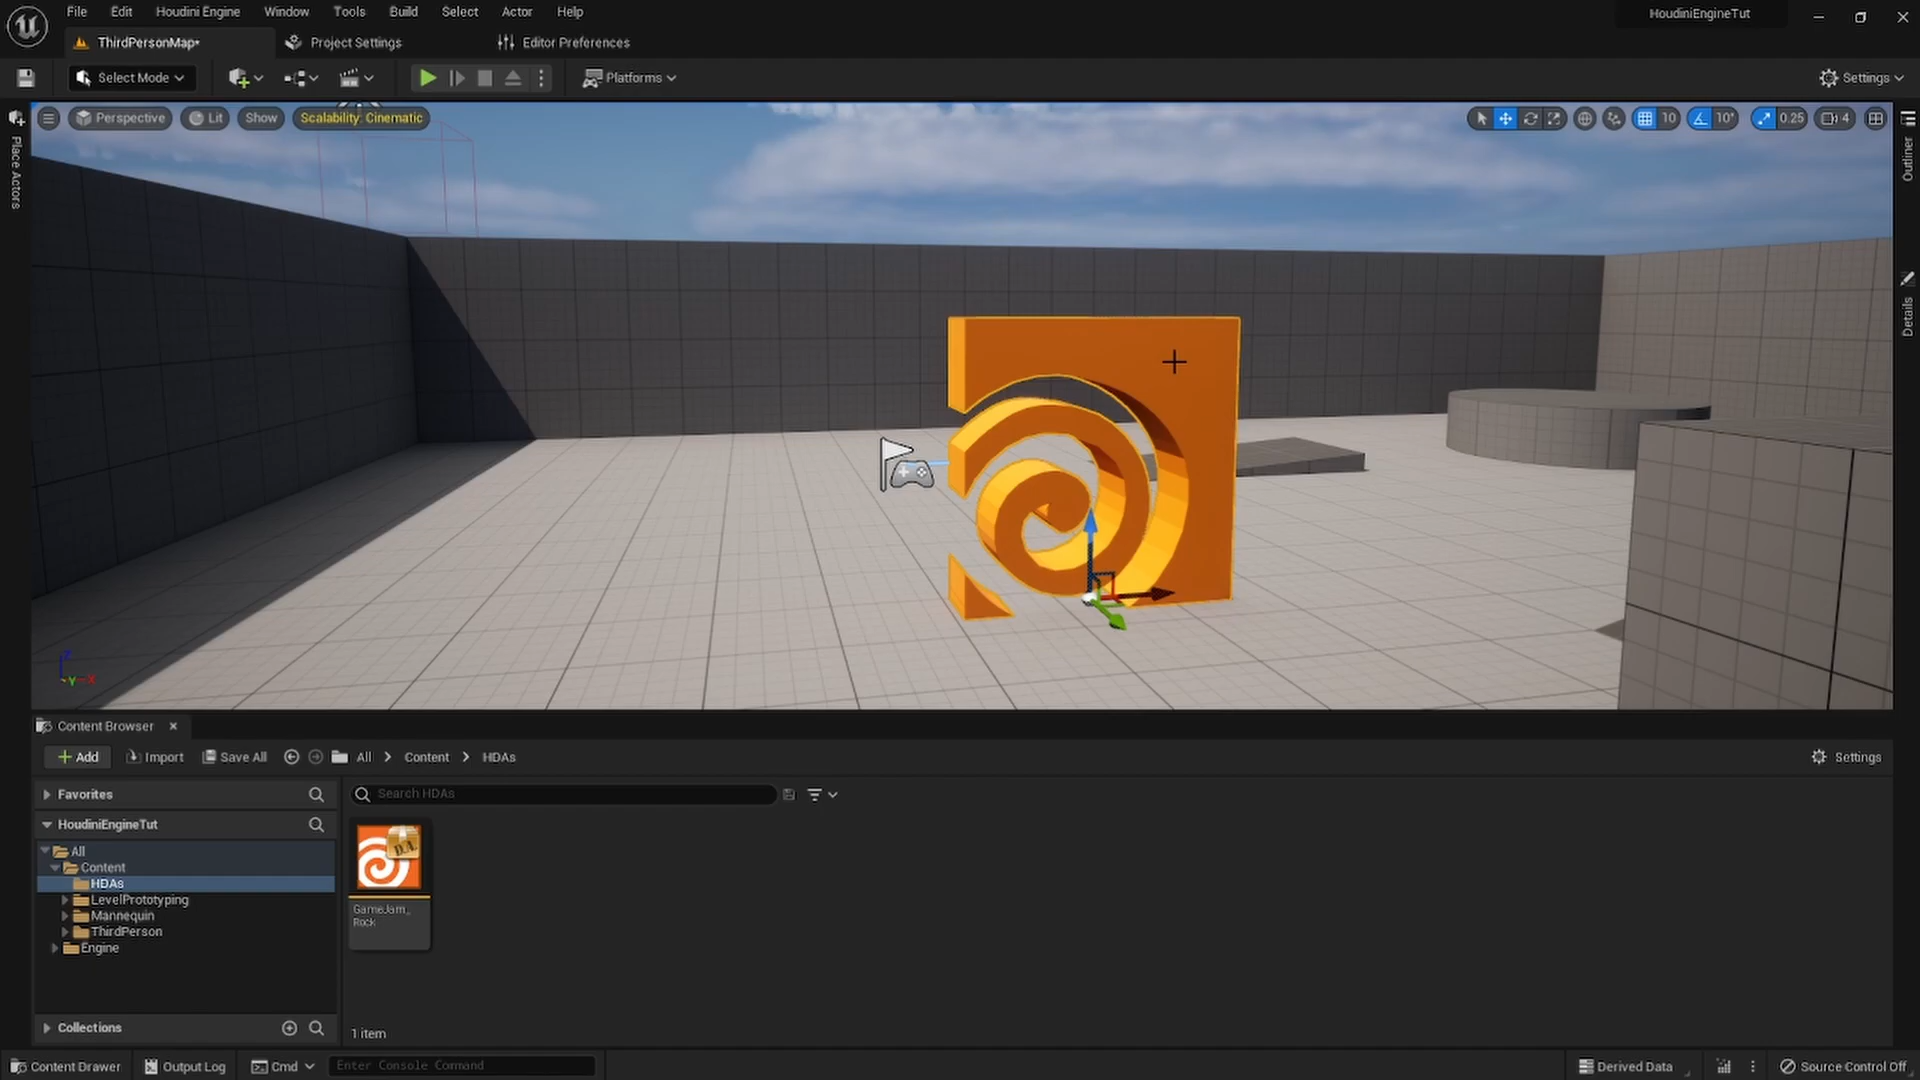 File Edit Houdini Engine Window Tools Build Select Actor Help
HoudiniEngineTut
ThirdPersonMap*
Project Settings
Editor Preferences
Select Mode
Platforms
Settings
Perspective
Lit
Show
Scalability: Cinematic
10
10°
0.25
4
Place Actors
Outliner
Details
Z
Y
X
Content Browser
Add
Import
Save All
All
Content
HDAs
Settings
Favorites
Search HDAs
HoudiniEngineTut
All
Content
HDAs
LevelPrototyping
Mannequin
ThirdPerson
Engine
D.A.
GameJam_
Rock
Collections
1 item
Content Drawer
Output Log
Cmd
Enter Console Command
Derived Data
Source Control Off